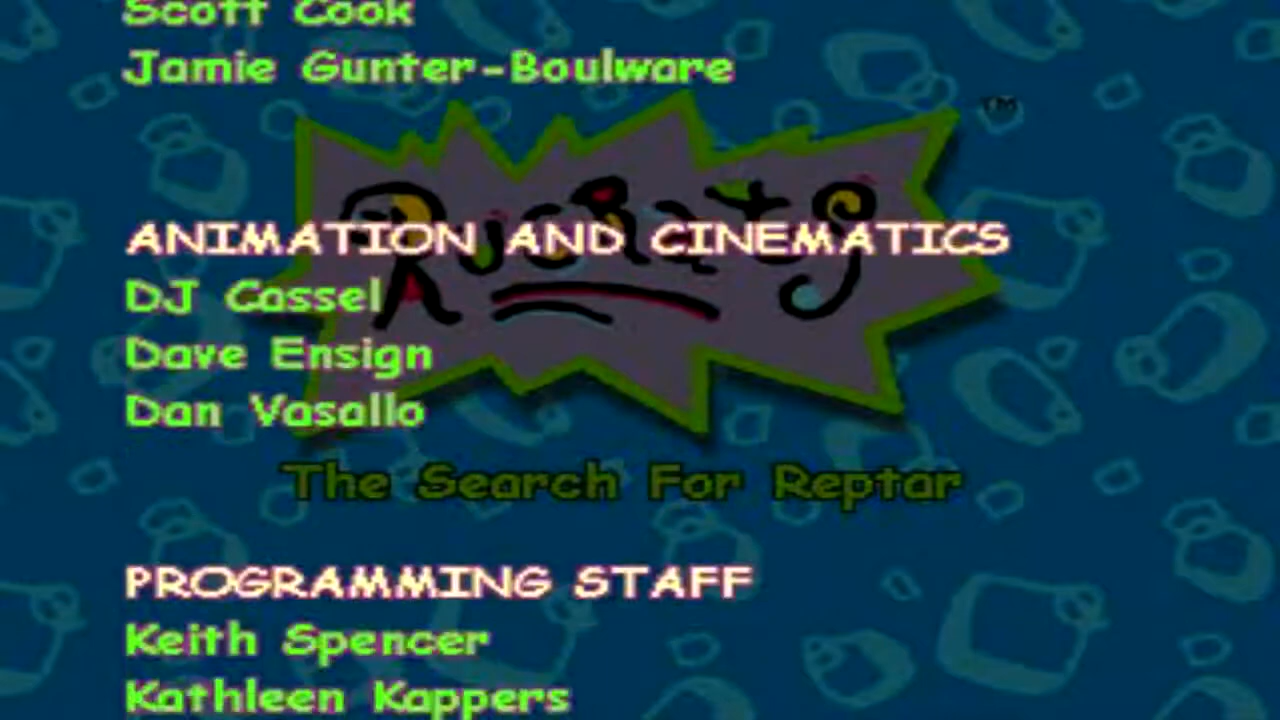 Scott Cook
Jamie Gunter-Boulware
TM
Rugrats
ANIMATION AND CINEMATICS
DJ Cassel
Dave Ensign
Dan Vasallo
The Search For Reptar
PROGRAMMING STAFF
Keith Spencer
Kathleen Kappers